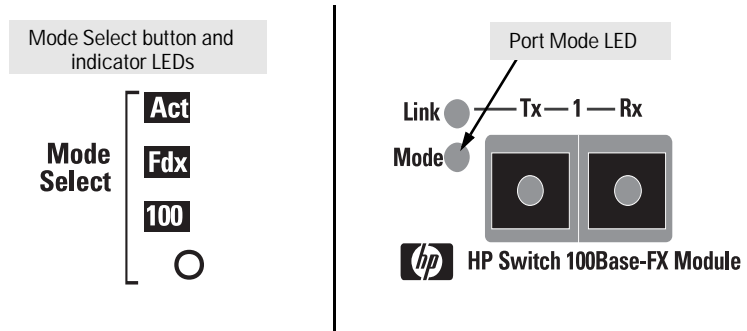 Mode Select button and
indicator LEDs
Act
Mode
Select
Fdx
100
Port Mode LED
Link
Tx — 1 — Rx
Mode
hp HP Switch 100Base-FX Module